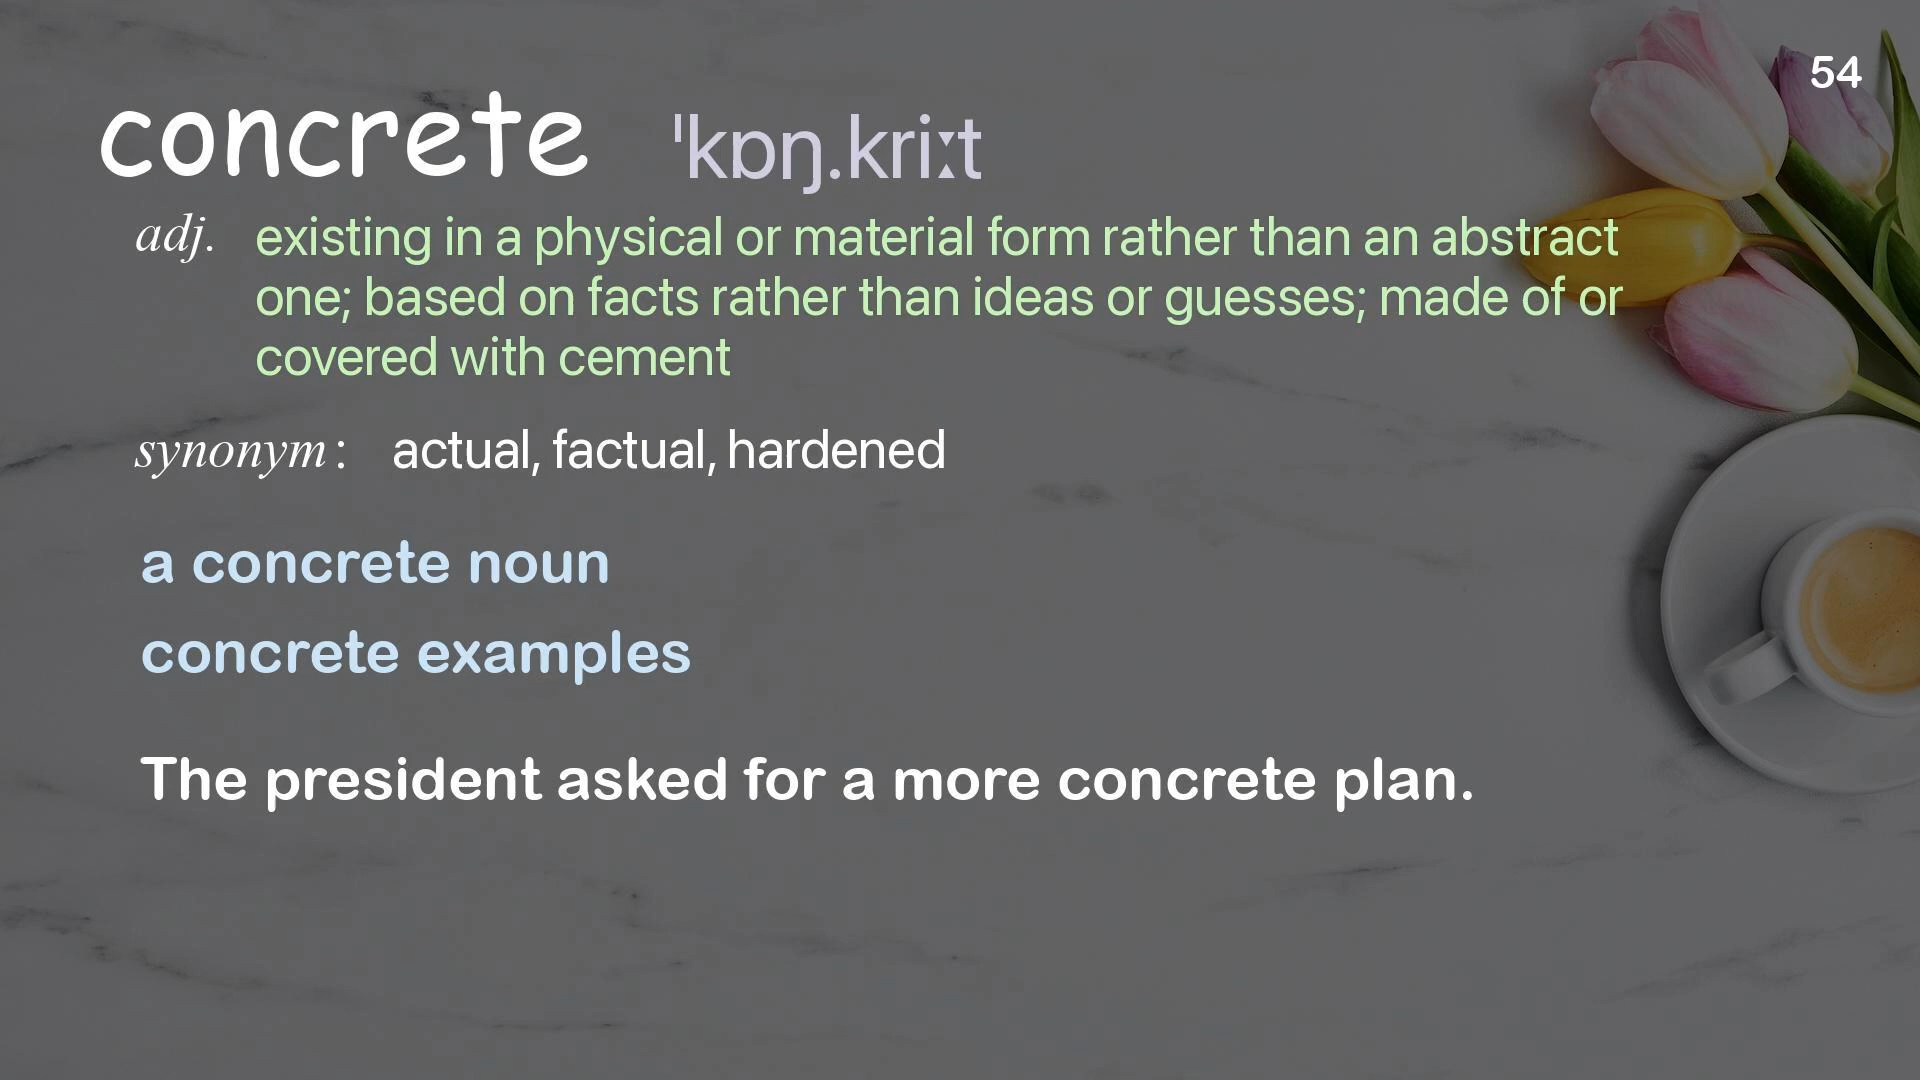 54
concrete ˈkɒŋ.kriːt
adj. existing in a physical or material form rather than an abstract
one; based on facts rather than ideas or guesses; made of or
covered with cement
synonym : actual, factual, hardened
a concrete noun
concrete examples
The president asked for a more concrete plan.